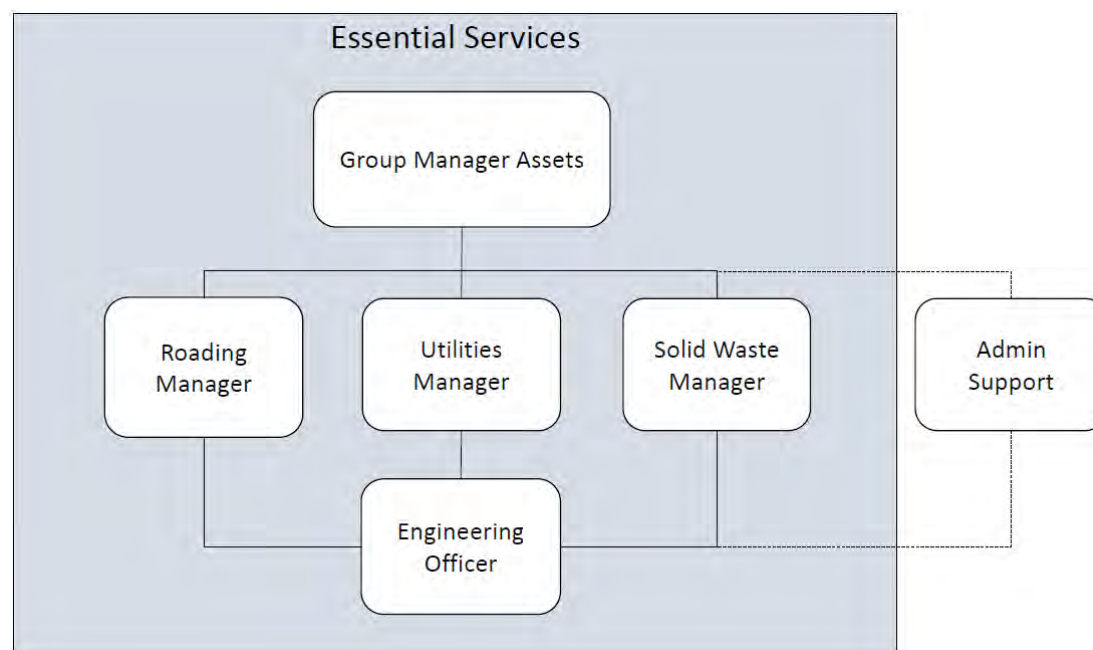 Essential Services
Group Manager Assets
Roading
Manager
Utilities
Manager
Solid Waste
Manager
Admin
Support
Engineering
Officer